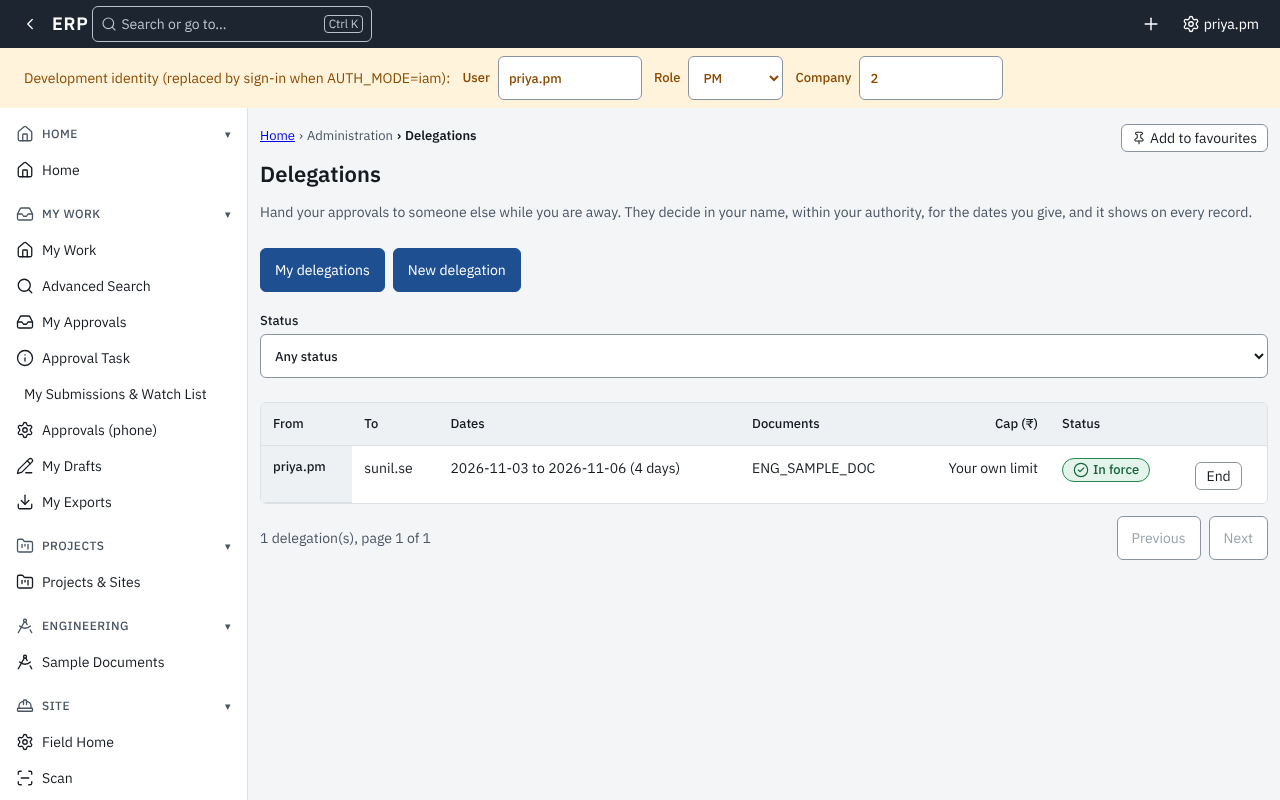 ERP
Search or go to… Ctrl K
priya.pm
Development identity (replaced by sign-in when AUTH_MODE=iam): User priya.pm Role PM Company 2
HOME
Home
MY WORK
My Work
Advanced Search
My Approvals
Approval Task
My Submissions & Watch List
Approvals (phone)
My Drafts
My Exports
PROJECTS
Projects & Sites
ENGINEERING
Sample Documents
SITE
Field Home
Scan
Home › Administration › Delegations
Add to favourites
Delegations
Hand your approvals to someone else while you are away. They decide in your name, within your authority, for the dates you give, and it shows on every record.
My delegations New delegation
Status
Any status
From To Dates Documents Cap (₹) Status
priya.pm sunil.se 2026-11-03 to 2026-11-06 (4 days) ENG_SAMPLE_DOC Your own limit In force End
1 delegation(s), page 1 of 1
Previous Next